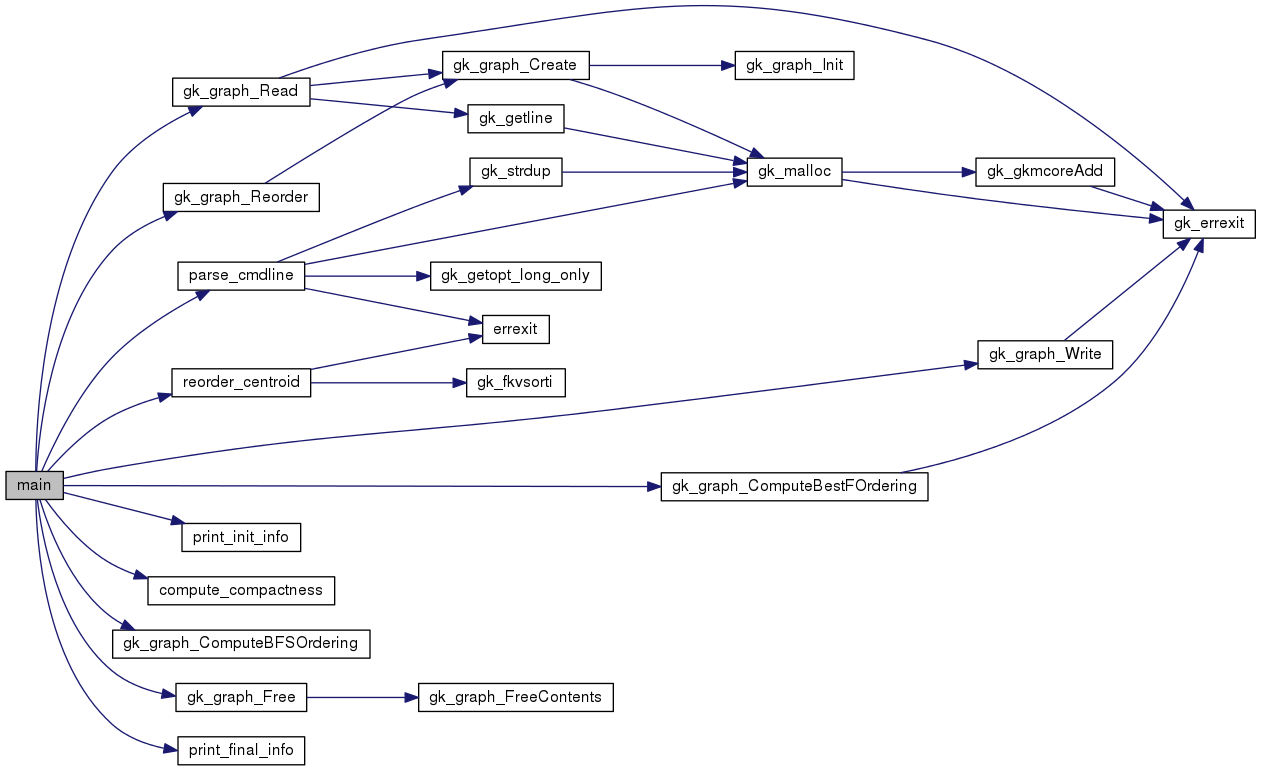 gk_graph_Create
gk_graph_Init
gk_graph_Read
gk_getline
gk_strdup
gk_malloc
gk_gkmcoreAdd
gk_graph_Reorder
gk_errexit
parse_cmdline
gk_getopt_long_only
errexit
gk_graph_Write
reorder_centroid
gk_fkvsorti
main
gk_graph_ComputeBestFOrdering
print_init_info
compute_compactness
gk_graph_ComputeBFSOrdering
gk_graph_Free
gk_graph_FreeContents
print_final_info